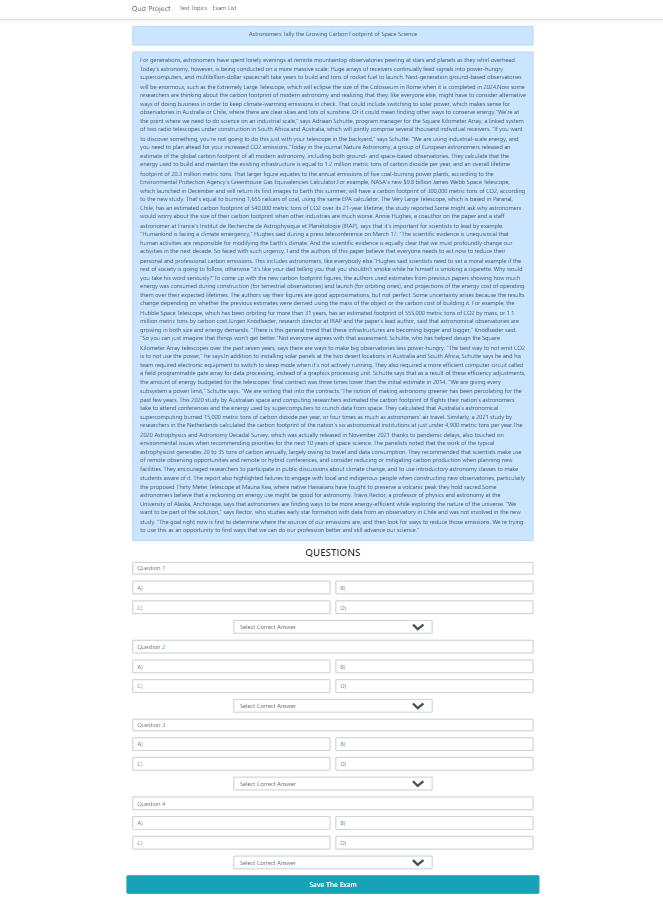 Quiz Project Test Topics Exam List
Astronomers Tally the Growing Carbon Footprint of Space Science
For generations, astronomers have spent lonely evenings at remote mountaintop observatories peering at stars and planets as they whirl overhead.
Today's astronomy, however, is being conducted on a more massive scale: Huge arrays of receivers continually feed signals into power-hungry
supercomputers, and multibillion-dollar spacecraft take years to build and tons of rocket fuel to launch. Next-generation ground-based observatories
will be enormous, such as the Extremely Large Telescope, which will eclipse the size of the Colosseum in Rome when it is completed in 2024.Now some
researchers are thinking about the carbon footprint of modern astronomy and realizing that they, like everyone else, might have to consider alternative
ways of doing business in order to keep climate-warming emissions in check. That could include switching to solar power, which makes sense for
observatories in Australia or Chile, where there are clear skies and lots of sunshine. Or it could mean finding other ways to conserve energy."We're at
the point where we need to do science on an industrial scale," says Adriaan Schutte, program manager for the Square Kilometer Array, a linked system
of two radio telescopes under construction in South Africa and Australia, which will jointly comprise several thousand individual receivers. "If you want
to discover something, you're not going to do this just with your telescope in the backyard," says Schutte. "We are using industrial-scale energy, and
you need to plan ahead for your increased CO2 emissions."Today in the journal Nature Astronomy, a group of European astronomers released an
estimate of the global carbon footprint of all modern astronomy, including both ground- and space-based observatories. They calculate that the
energy used to build and maintain the existing infrastructure is equal to 1.2 million metric tons of carbon dioxide per year, and an overall lifetime
footprint of 20.3 million metric tons. That larger figure equates to the annual emissions of five coal-burning power plants, according to the
Environmental Protection Agency's Greenhouse Gas Equivalencies Calculator.For example, NASA's new $9.8 billion James Webb Space Telescope,
which launched in December and will return its first images to Earth this summer, will have a carbon footprint of 300,000 metric tons of CO2, according
to the new study. That's equal to burning 1,655 railcars of coal, using the same EPA calculator. The Very Large Telescope, which is based in Paranal,
Chile, has an estimated carbon footprint of 540,000 metric tons of CO2 over its 21-year lifetime, the study reported.Some might ask why astronomers
would worry about the size of their carbon footprint when other industries are much worse. Annie Hughes, a coauthor on the paper and a staff
astronomer at France's Institut de Recherche de Astrophysique et Planétologie (IRAP), says that it's important for scientists to lead by example.
"Humankind is facing a climate emergency," Hughes said during a press teleconference on March 17. "The scientific evidence is unequivocal that
human activities are responsible for modifying the Earth's climate. And the scientific evidence is equally clear that we must profoundly change our
activities in the next decade. So faced with such urgency, I and the authors of this paper believe that everyone needs to act now to reduce their
personal and professional carbon emissions. This includes astronomers, like everybody else."Hughes said scientists need to set a moral example if the
rest of society is going to follow, otherwise "it's like your dad telling you that you shouldn't smoke while he himself is smoking a cigarette. Why would
you take his word seriously?"To come up with the new carbon footprint figures, the authors used estimates from previous papers showing how much
energy was consumed during construction (for terrestrial observatories) and launch (for orbiting ones), and projections of the energy cost of operating
them over their expected lifetimes. The authors say their figures are good approximations, but not perfect. Some uncertainty arises because the results
change depending on whether the previous estimates were derived using the mass of the object or the carbon cost of building it. For example, the
Hubble Space Telescope, which has been orbiting for more than 31 years, has an estimated footprint of 555,000 metric tons of CO2 by mass, or 1.1
million metric tons by carbon cost.Jürgen Knödlseder, research director at IRAP and the paper's lead author, said that astronomical observatories are
growing in both size and energy demands. "There is this general trend that these infrastructures are becoming bigger and bigger," Knödlseder said.
"So you can just imagine that things won't get better."Not everyone agrees with that assessment. Schutte, who has helped design the Square
Kilometer Array telescopes over the past seven years, says there are ways to make big observatories less power-hungry. "The best way to not emit CO2
is to not use the power," he says.In addition to installing solar panels at the two desert locations in Australia and South Africa, Schutte says he and his
team required electronic equipment to switch to sleep mode when it's not actively running. They also required a more efficient computer circuit called
a field programmable gate array for data processing, instead of a graphics processing unit. Schutte says that as a result of these efficiency adjustments,
the amount of energy budgeted for the telescopes' final contract was three times lower than the initial estimate in 2014. "We are giving every
subsystem a power limit," Schutte says. "We are writing that into the contracts."The notion of making astronomy greener has been percolating for the
past few years. This 2020 study by Australian space and computing researchers estimated the carbon footprint of flights their nation's astronomers
take to attend conferences and the energy used by supercomputers to crunch data from space. They calculated that Australia's astronomical
supercomputing burned 15,000 metric tons of carbon dioxide per year, or four times as much as astronomers' air travel. Similarly, a 2021 study by
researchers in the Netherlands calculated the carbon footprint of the nation's six astronomical institutions at just under 4,900 metric tons per year.The
2020 Astrophysics and Astronomy Decadal Survey, which was actually released in November 2021 thanks to pandemic delays, also touched on
environmental issues when recommending priorities for the next 10 years of space science. The panelists noted that the work of the typical
astrophysicist generates 20 to 35 tons of carbon annually, largely owing to travel and data consumption. They recommended that scientists make use
of remote observing opportunities and remote or hybrid conferences, and consider reducing or mitigating carbon production when planning new
facilities. They encouraged researchers to participate in public discussions about climate change, and to use introductory astronomy classes to make
students aware of it. The report also highlighted failures to engage with local and indigenous people when constructing new observatories, particularly
the proposed Thirty Meter Telescope at Mauna Kea, where native Hawaiians have fought to preserve a volcanic peak they hold sacred.Some
astronomers believe that a reckoning on energy use might be good for astronomy. Travis Rector, a professor of physics and astronomy at the
University of Alaska, Anchorage, says that astronomers are finding ways to be more energy-efficient while exploring the nature of the universe. "We
want to be part of the solution," says Rector, who studies early star formation with data from an observatory in Chile and was not involved in the new
study. "The goal right now is first to determine where the sources of our emissions are, and then look for ways to reduce those emissions. We're trying
to use this as an opportunity to find ways that we can do our profession better and still advance our science."
QUESTIONS
Question 1
A) B)
C) D)
Select Correct Answer
Question 2
A) B)
C) D)
Select Correct Answer
Question 3
A) B)
C) D)
Select Correct Answer
Question 4
A) B)
C) D)
Select Correct Answer
Save The Exam